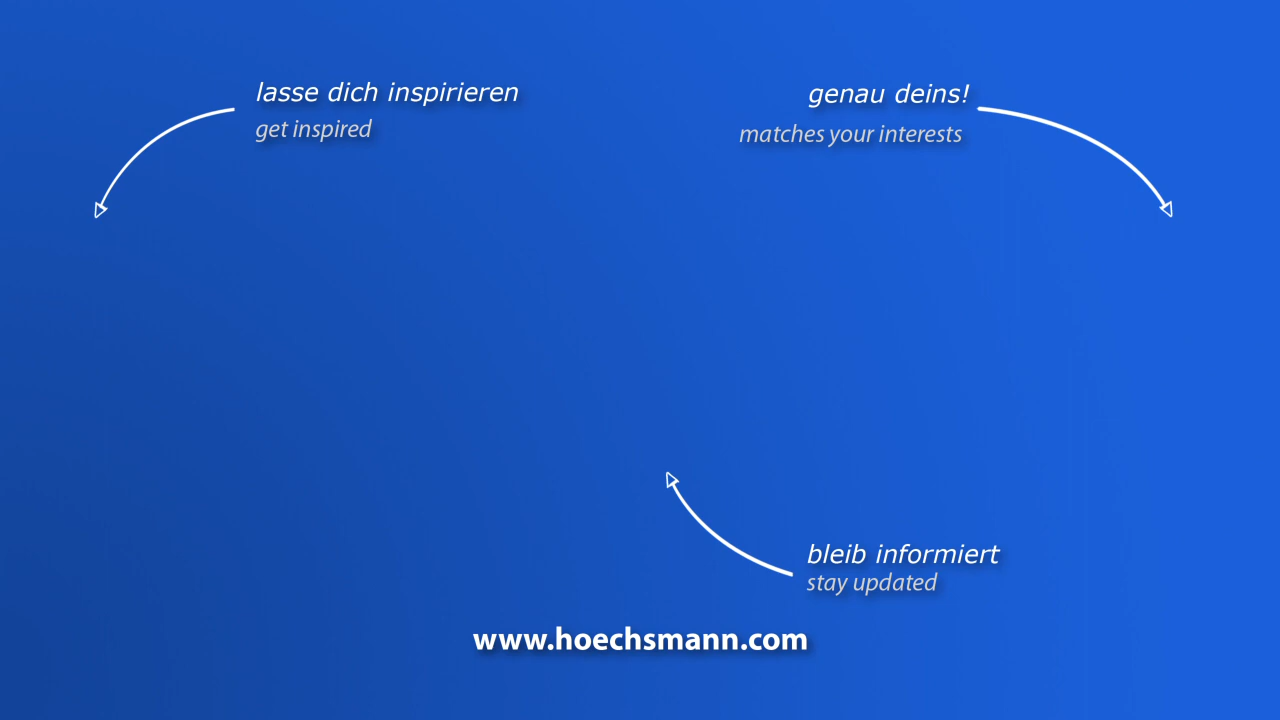 lasse dich inspirieren
get inspired
genau deins!
matches your interests
bleib informiert
stay updated
www.hoechsmann.com